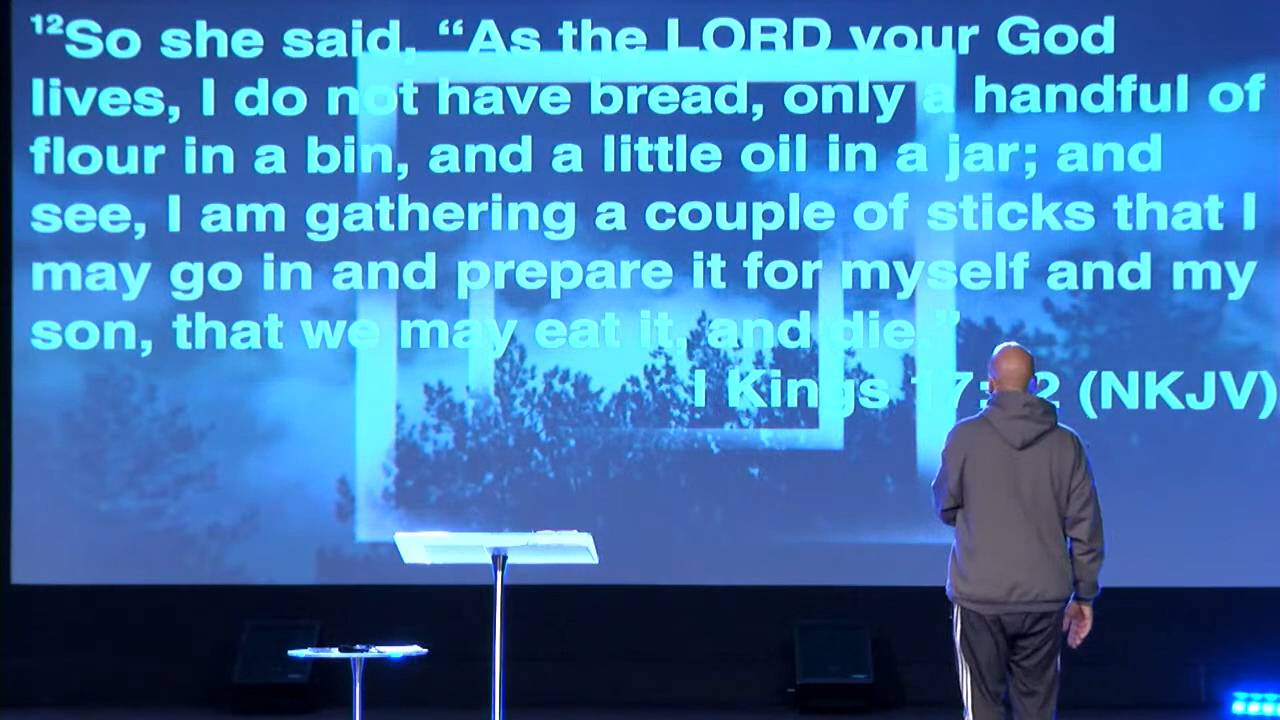 ¹²So she said, “As the LORD your God
lives, I do not have bread, only a handful of
flour in a bin, and a little oil in a jar; and
see, I am gathering a couple of sticks that I
may go in and prepare it for myself and my
son, that we may eat it, and die.”
I Kings 17:12 (NKJV)